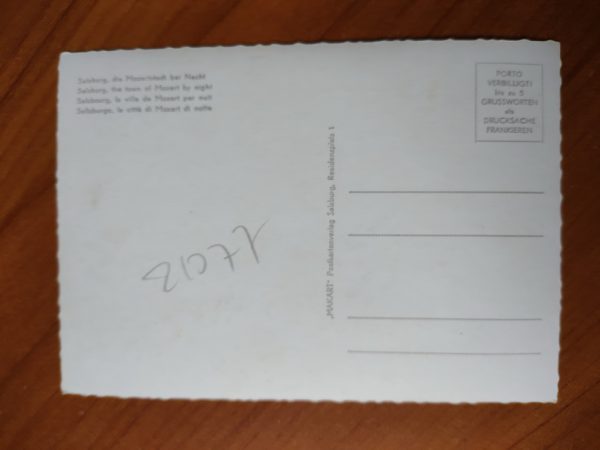 Salzburg, die Mozartstadt bei Nacht
Salzburg, the town of Mozart by night
Salzbourg, la ville de Mozart par nuit
Salisburgo, la città di Mozart di notte
PORTO
VERBILLIGT!
bis zu 5
GRUSSWORTEN
als
DRUCKSACHE
FRANKIEREN
„MAKART" Postkartenverlag Salzburg, Residenzplatz 1